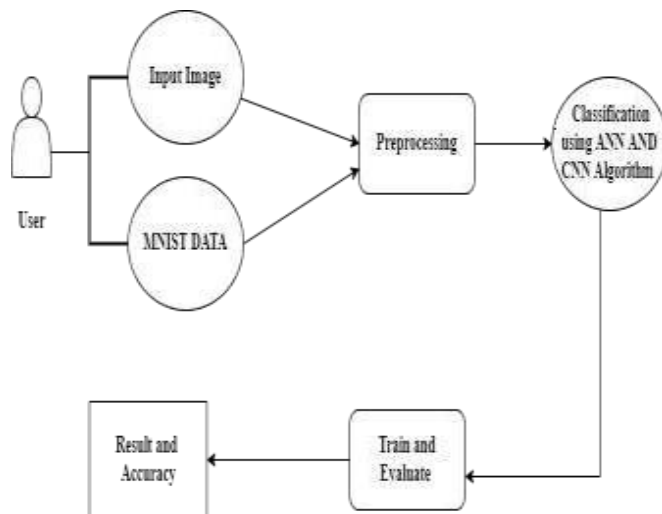 Input Image
User
MNIST DATA
Preprocessing
Classification
using ANN AND
CNN Algorithm
Train and
Evaluate
Result and
Accuracy